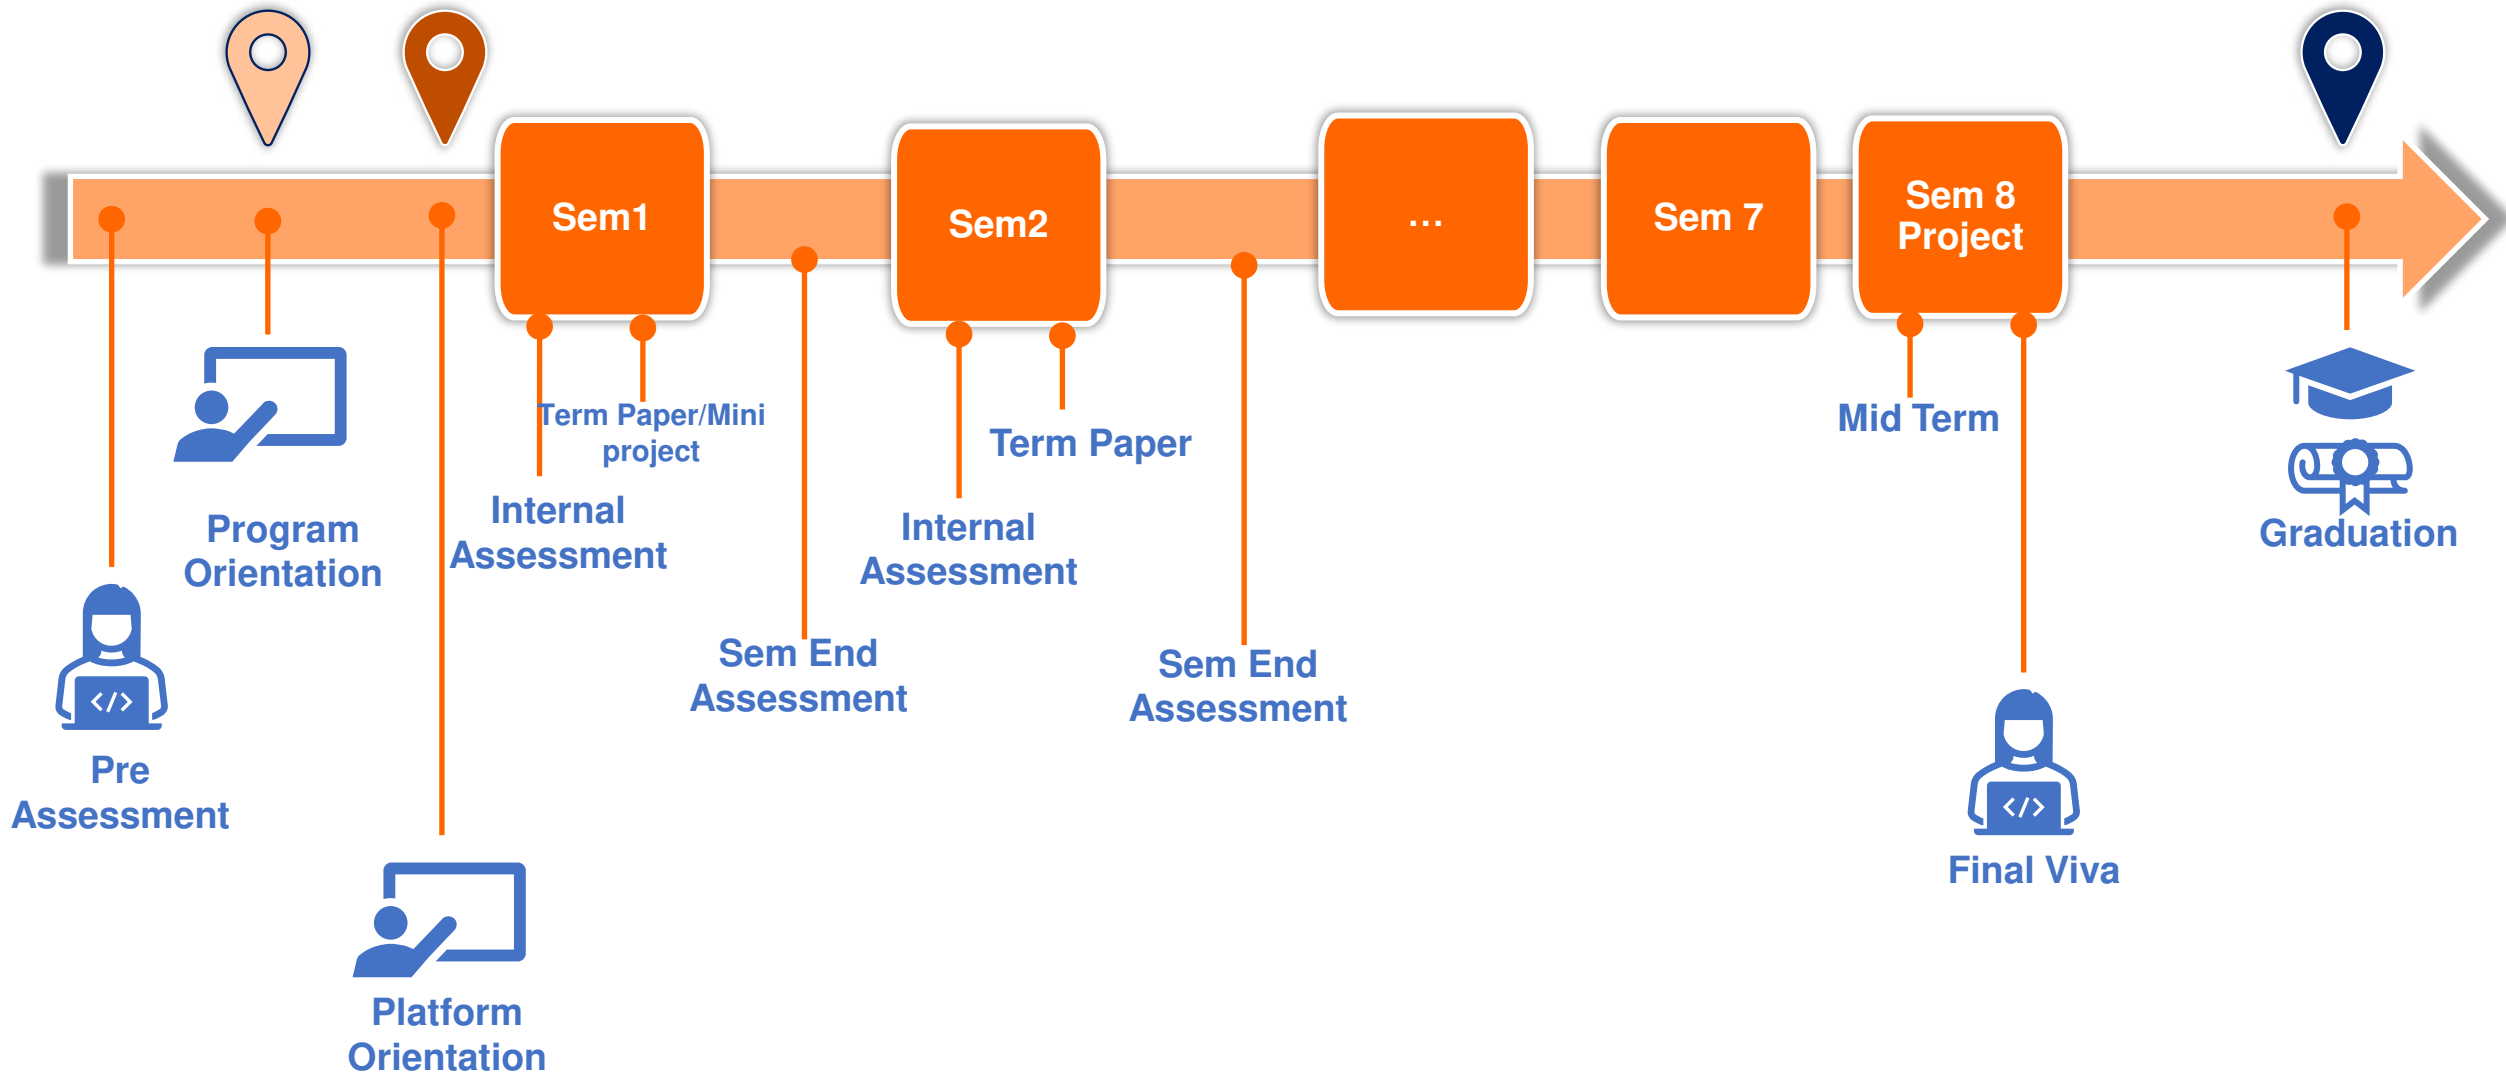 Sem1
Sem2
...
Sem 7
Sem 8
Project
Term Paper/Mini
project
Internal
Assessment
Term Paper
Internal
Assessment
Mid Term
Program
Orientation
Graduation
Sem End
Assessment
Sem End
Assessment
</>
Pre
Assessment
</>
Final Viva
Platform
Orientation